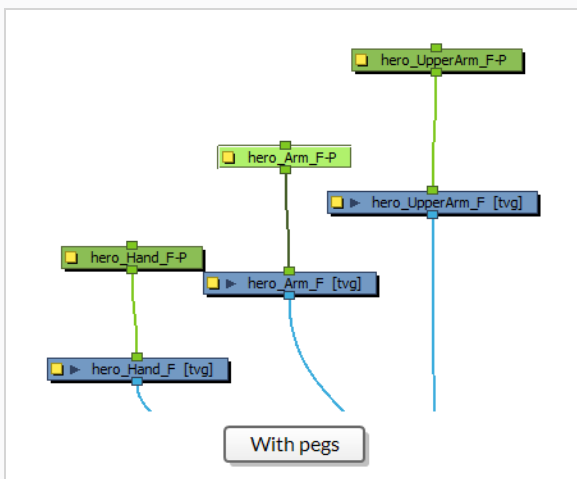 hero_UpperArm_F-P
hero_Arm_F-P
hero_UpperArm_F [tvg]
hero_Hand_F-P
hero_Arm_F [tvg]
hero_Hand_F [tvg]
With pegs